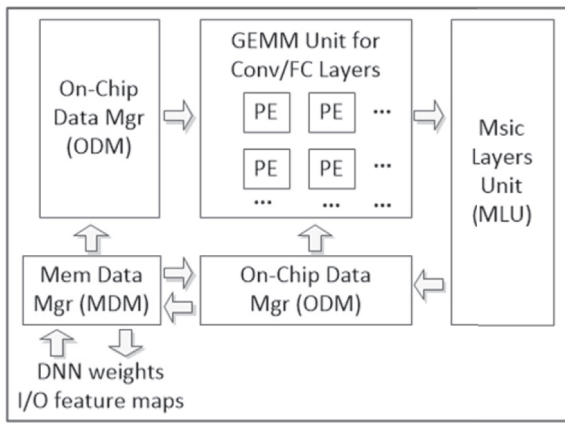 On-Chip
Data Mgr
(ODM)
GEMM Unit for
Conv/FC Layers
PE PE ...
PE PE ...
... ... ...
Msic
Layers
Unit
(MLU)
Mem Data
Mgr (MDM)
On-Chip Data
Mgr (ODM)
DNN weights
I/O feature maps